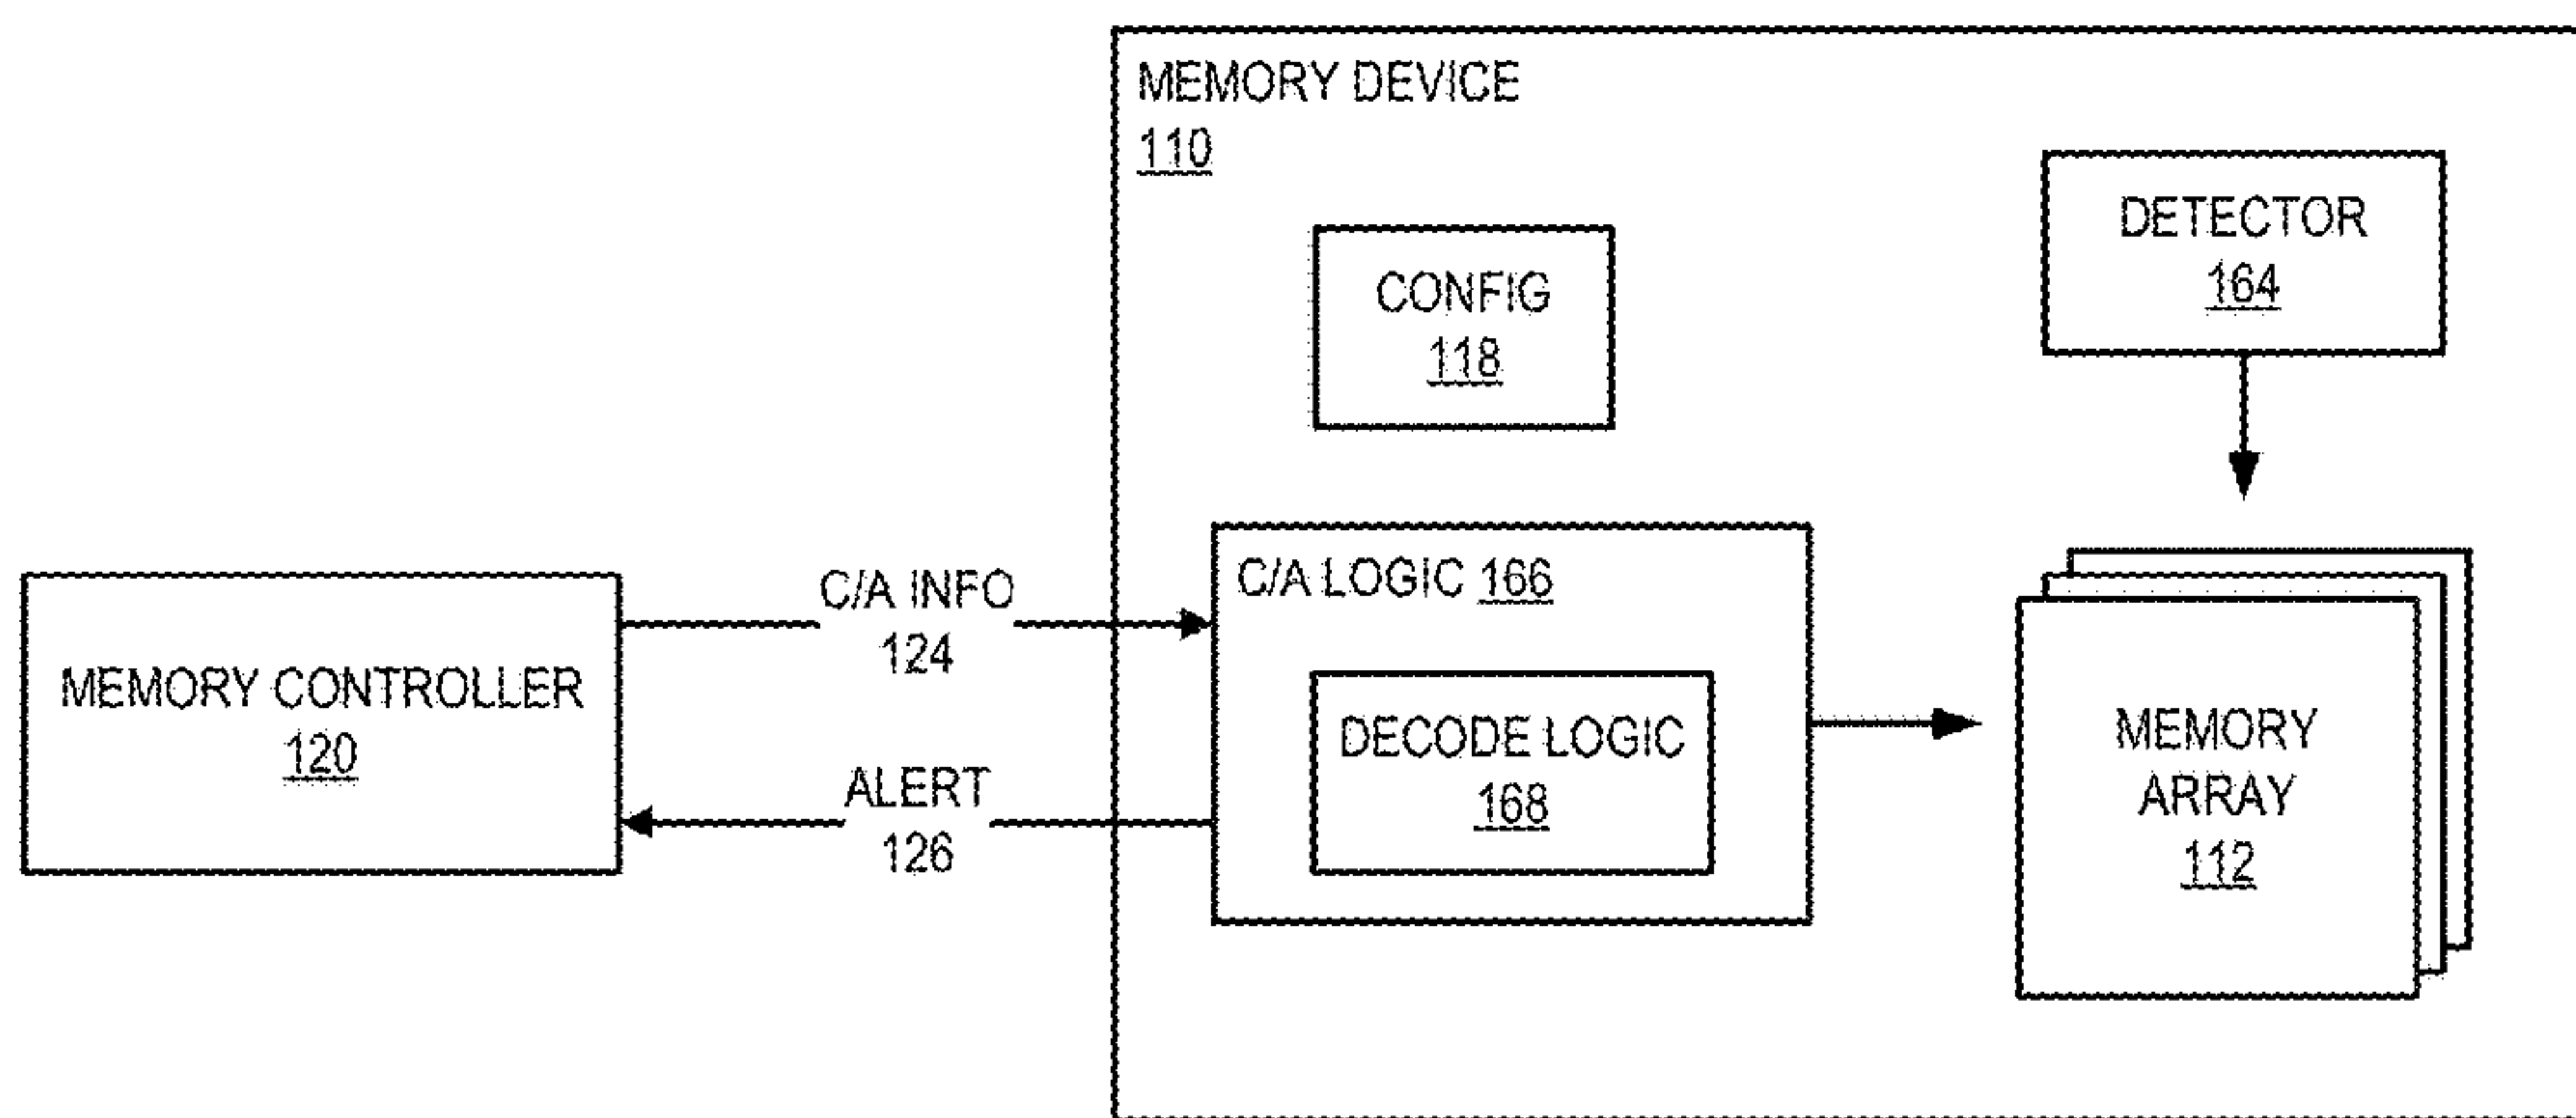 MEMORY DEVICE
110
DETECTOR
164
CONFIG
118
C/A INFO
124
C/A LOGIC 166
MEMORY CONTROLLER
120
DECODE LOGIC
168
MEMORY
ARRAY
112
ALERT
126